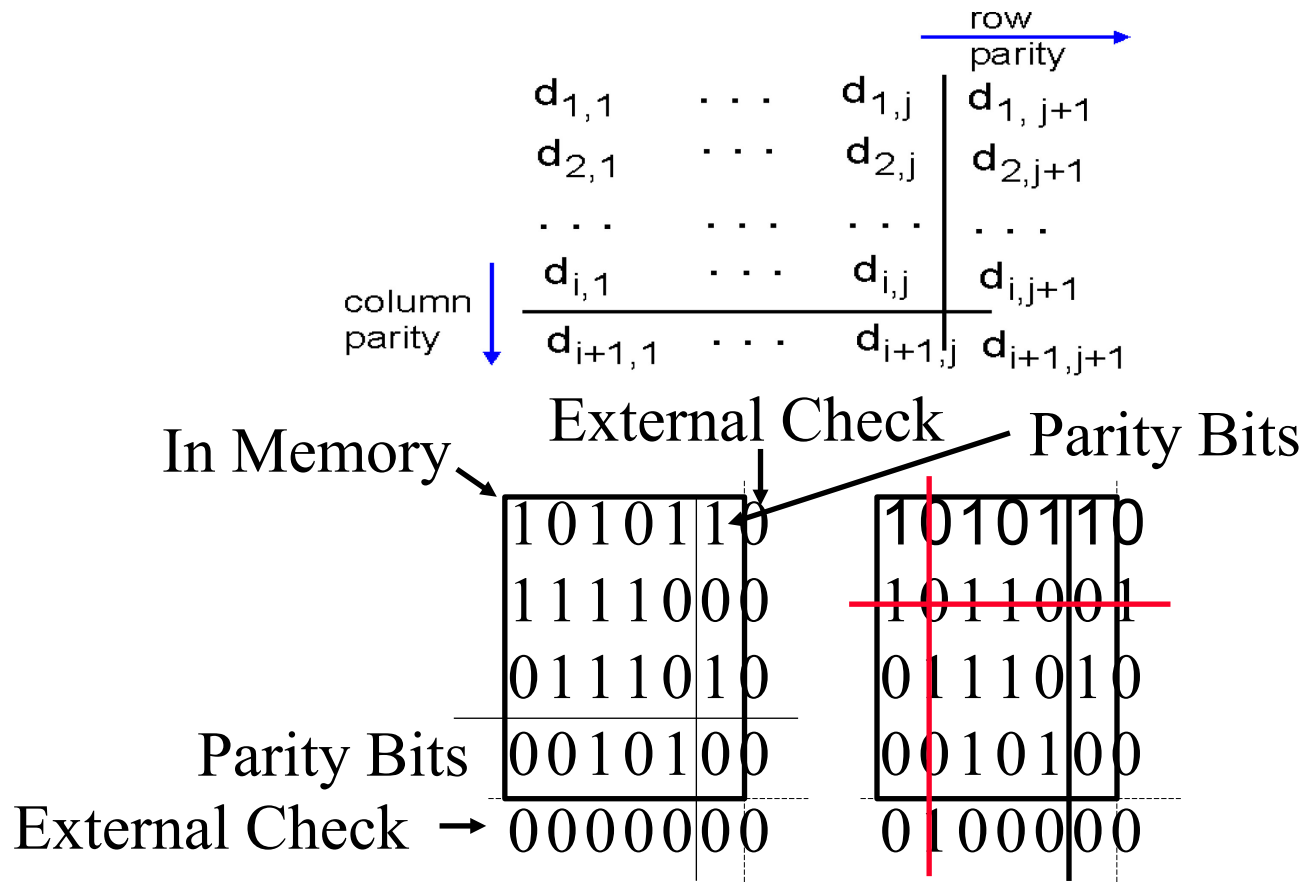 row
parity
d1,1 . . . d1,j d1, j+1
d2,1 . . . d2,j d2,j+1
. . . . . . . . . . . .
di,1 . . . di,j di,j+1
column
parity
di+1,1 . . . di+1,j di+1,j+1
External Check
Parity Bits
In Memory
1010110 1010110
1111000 1011001
0111010 0111010
Parity Bits 0010100 0010100
External Check 0000000 0100000